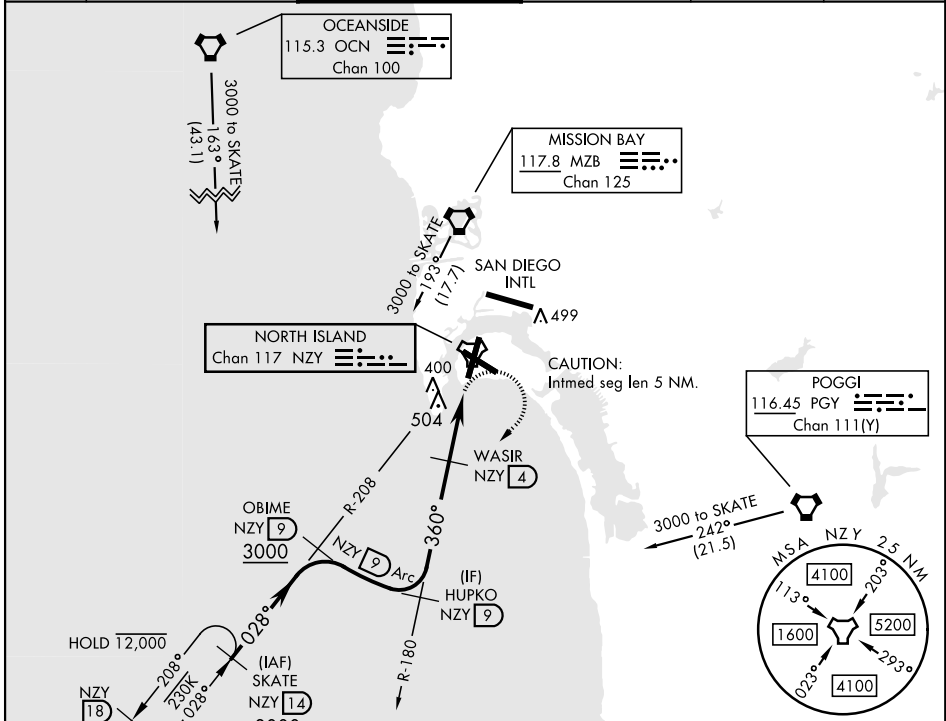 OCEANSIDE
115.3 OCN
Chan 100
3000 to SKATE
163°
(43.1)
MISSION BAY
117.8 MZB
Chan 125
3000 to SKATE
193°
(17.7)
SAN DIEGO
INTL
499
NORTH ISLAND
Chan 117 NZY
400
504
CAUTION:
Intmed seg len 5 NM.
POGGI
116.45 PGY
Chan 111(Y)
WASIR
NZY 4
R-208
360°
OBIME
NZY 9
3000
NZY 9 Arc
(IF)
HUPKO
NZY 9
3000 to SKATE
242°
(21.5)
MSA NZY 25 NM
4100
113°
203°
1600
5200
023°
293°
4100
028°
HOLD 12,000
208°
230K
028°
(IAF)
SKATE
NZY 14
R-180
NZY
18